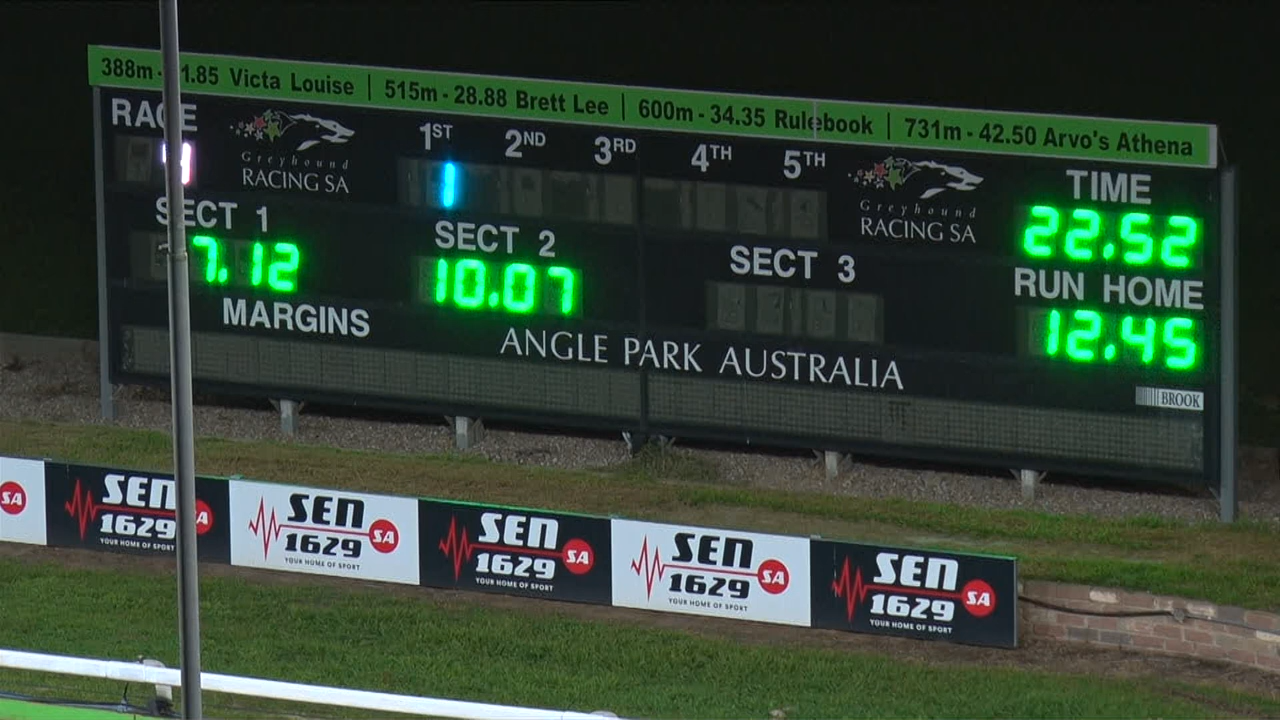 388m - 1.85 Victa Louise | 515m - 28.88 Brett Lee | 600m - 34.35 Rulebook | 731m - 42.50 Arvo's Athena
RACE
Greyhound
RACING SA
1ST 2ND 3RD 4TH 5TH
1
Greyhound
RACING SA
TIME
22.52
SECT 1
7.12
SECT 2
10.07
SECT 3
RUN HOME
12.45
MARGINS
ANGLE PARK AUSTRALIA
BROOK
SA
SEN
1629
YOUR HOME OF SPORT
SEN
1629 SA
YOUR HOME OF SPORT
SEN
1629 SA
YOUR HOME OF SPORT
SEN
1629 SA
YOUR HOME OF SPORT
SEN
1629 SA
YOUR HOME OF SPORT